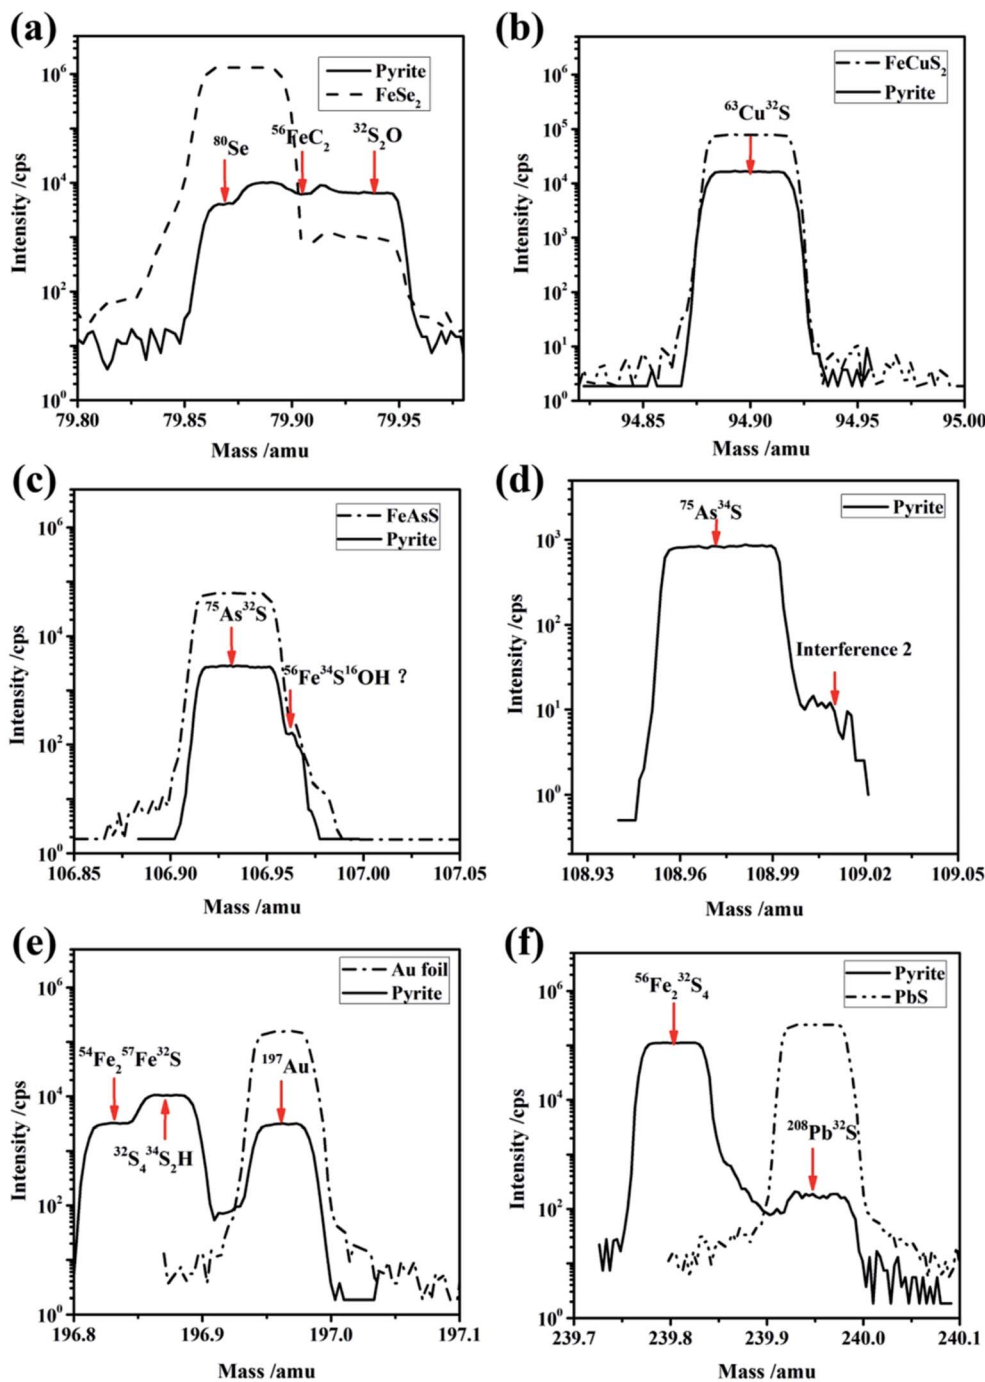 (a)
Pyrite
FeSe2
80Se
56FeC2
32S2O
Intensity /cps
10^6
10^4
10^2
10^0
79.80
79.85
79.90
79.95
Mass /amu
(b)
FeCuS2
Pyrite
63Cu32S
Intensity /cps
10^6
10^5
10^4
10^3
10^2
10^1
10^0
94.85
94.90
94.95
95.00
Mass /amu
(c)
FeAsS
Pyrite
75As32S
56Fe34S16OH ?
Intensity /cps
10^6
10^4
10^2
10^0
106.85
106.90
106.95
107.00
107.05
Mass /amu
(d)
Pyrite
75As34S
Interference 2
Intensity /cps
10^3
10^2
10^1
10^0
108.93
108.96
108.99
109.02
109.05
Mass /amu
(e)
Au foil
Pyrite
54Fe2 57Fe32S
32S4 34S2H
197Au
Intensity /cps
10^6
10^4
10^2
10^0
196.8
196.9
197.0
197.1
Mass /amu
(f)
Pyrite
PbS
56Fe2 32S4
208Pb32S
Intensity /cps
10^6
10^4
10^2
10^0
239.7
239.8
239.9
240.0
240.1
Mass /amu